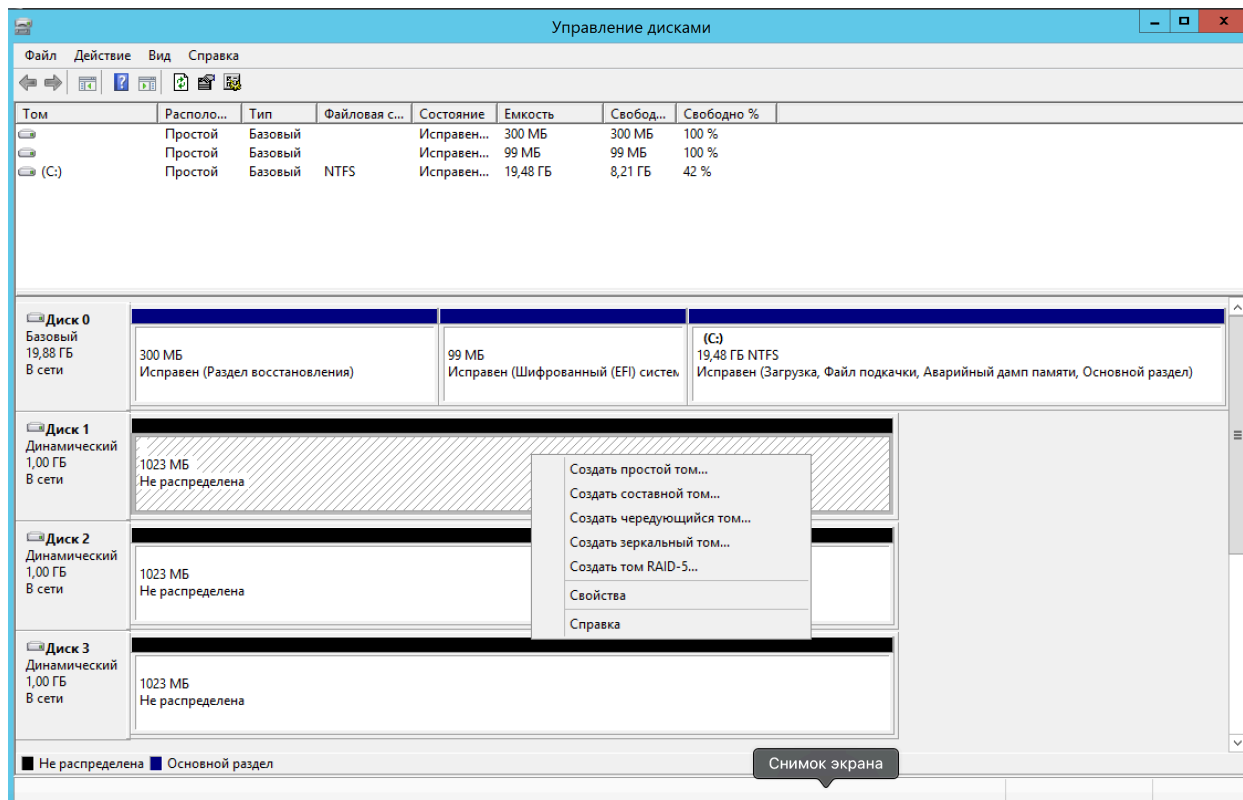 Управление дисками
Файл Действие Вид Справка
Том Располо... Тип Файловая с... Состояние Емкость Свобод... Свободно %
Простой Базовый Исправен... 300 МБ 300 МБ 100 %
Простой Базовый Исправен... 99 МБ 99 МБ 100 %
(C:) Простой Базовый NTFS Исправен... 19,48 ГБ 8,21 ГБ 42 %
Диск 0
Базовый
19,88 ГБ
В сети
300 МБ
Исправен (Раздел восстановления)
99 МБ
Исправен (Шифрованный (EFI) систем
(C:)
19,48 ГБ NTFS
Исправен (Загрузка, Файл подкачки, Аварийный дамп памяти, Основной раздел)
Диск 1
Динамический
1,00 ГБ
В сети
1023 МБ
Не распределена
Создать простой том...
Создать составной том...
Создать чередующийся том...
Создать зеркальный том...
Создать том RAID-5...
Свойства
Справка
Диск 2
Динамический
1,00 ГБ
В сети
1023 МБ
Не распределена
Диск 3
Динамический
1,00 ГБ
В сети
1023 МБ
Не распределена
Не распределена Основной раздел
Снимок экрана